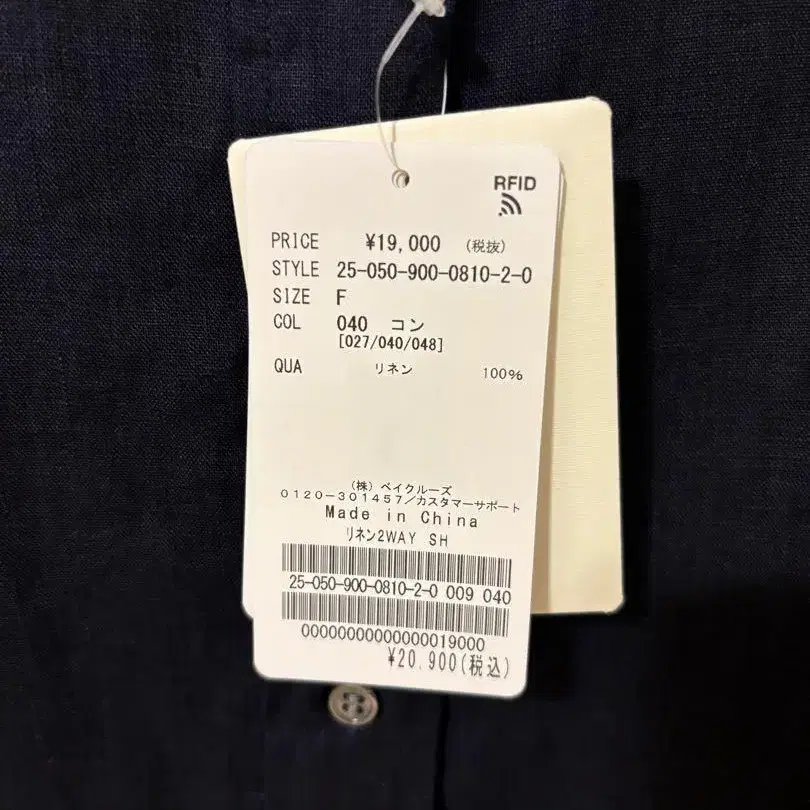 RFID
PRICE ¥19,000 (税抜)
STYLE 25-050-900-0810-2-0
SIZE F
COL 040 コン
[027/040/048]
QUA リネン 100%
(株)ベイクルーズ
0120-301457/カスタマーサポート
Made in China
リネン2WAY SH
25-050-900-0810-2-0 009 040
00000000000000019000
¥20,900(税込)